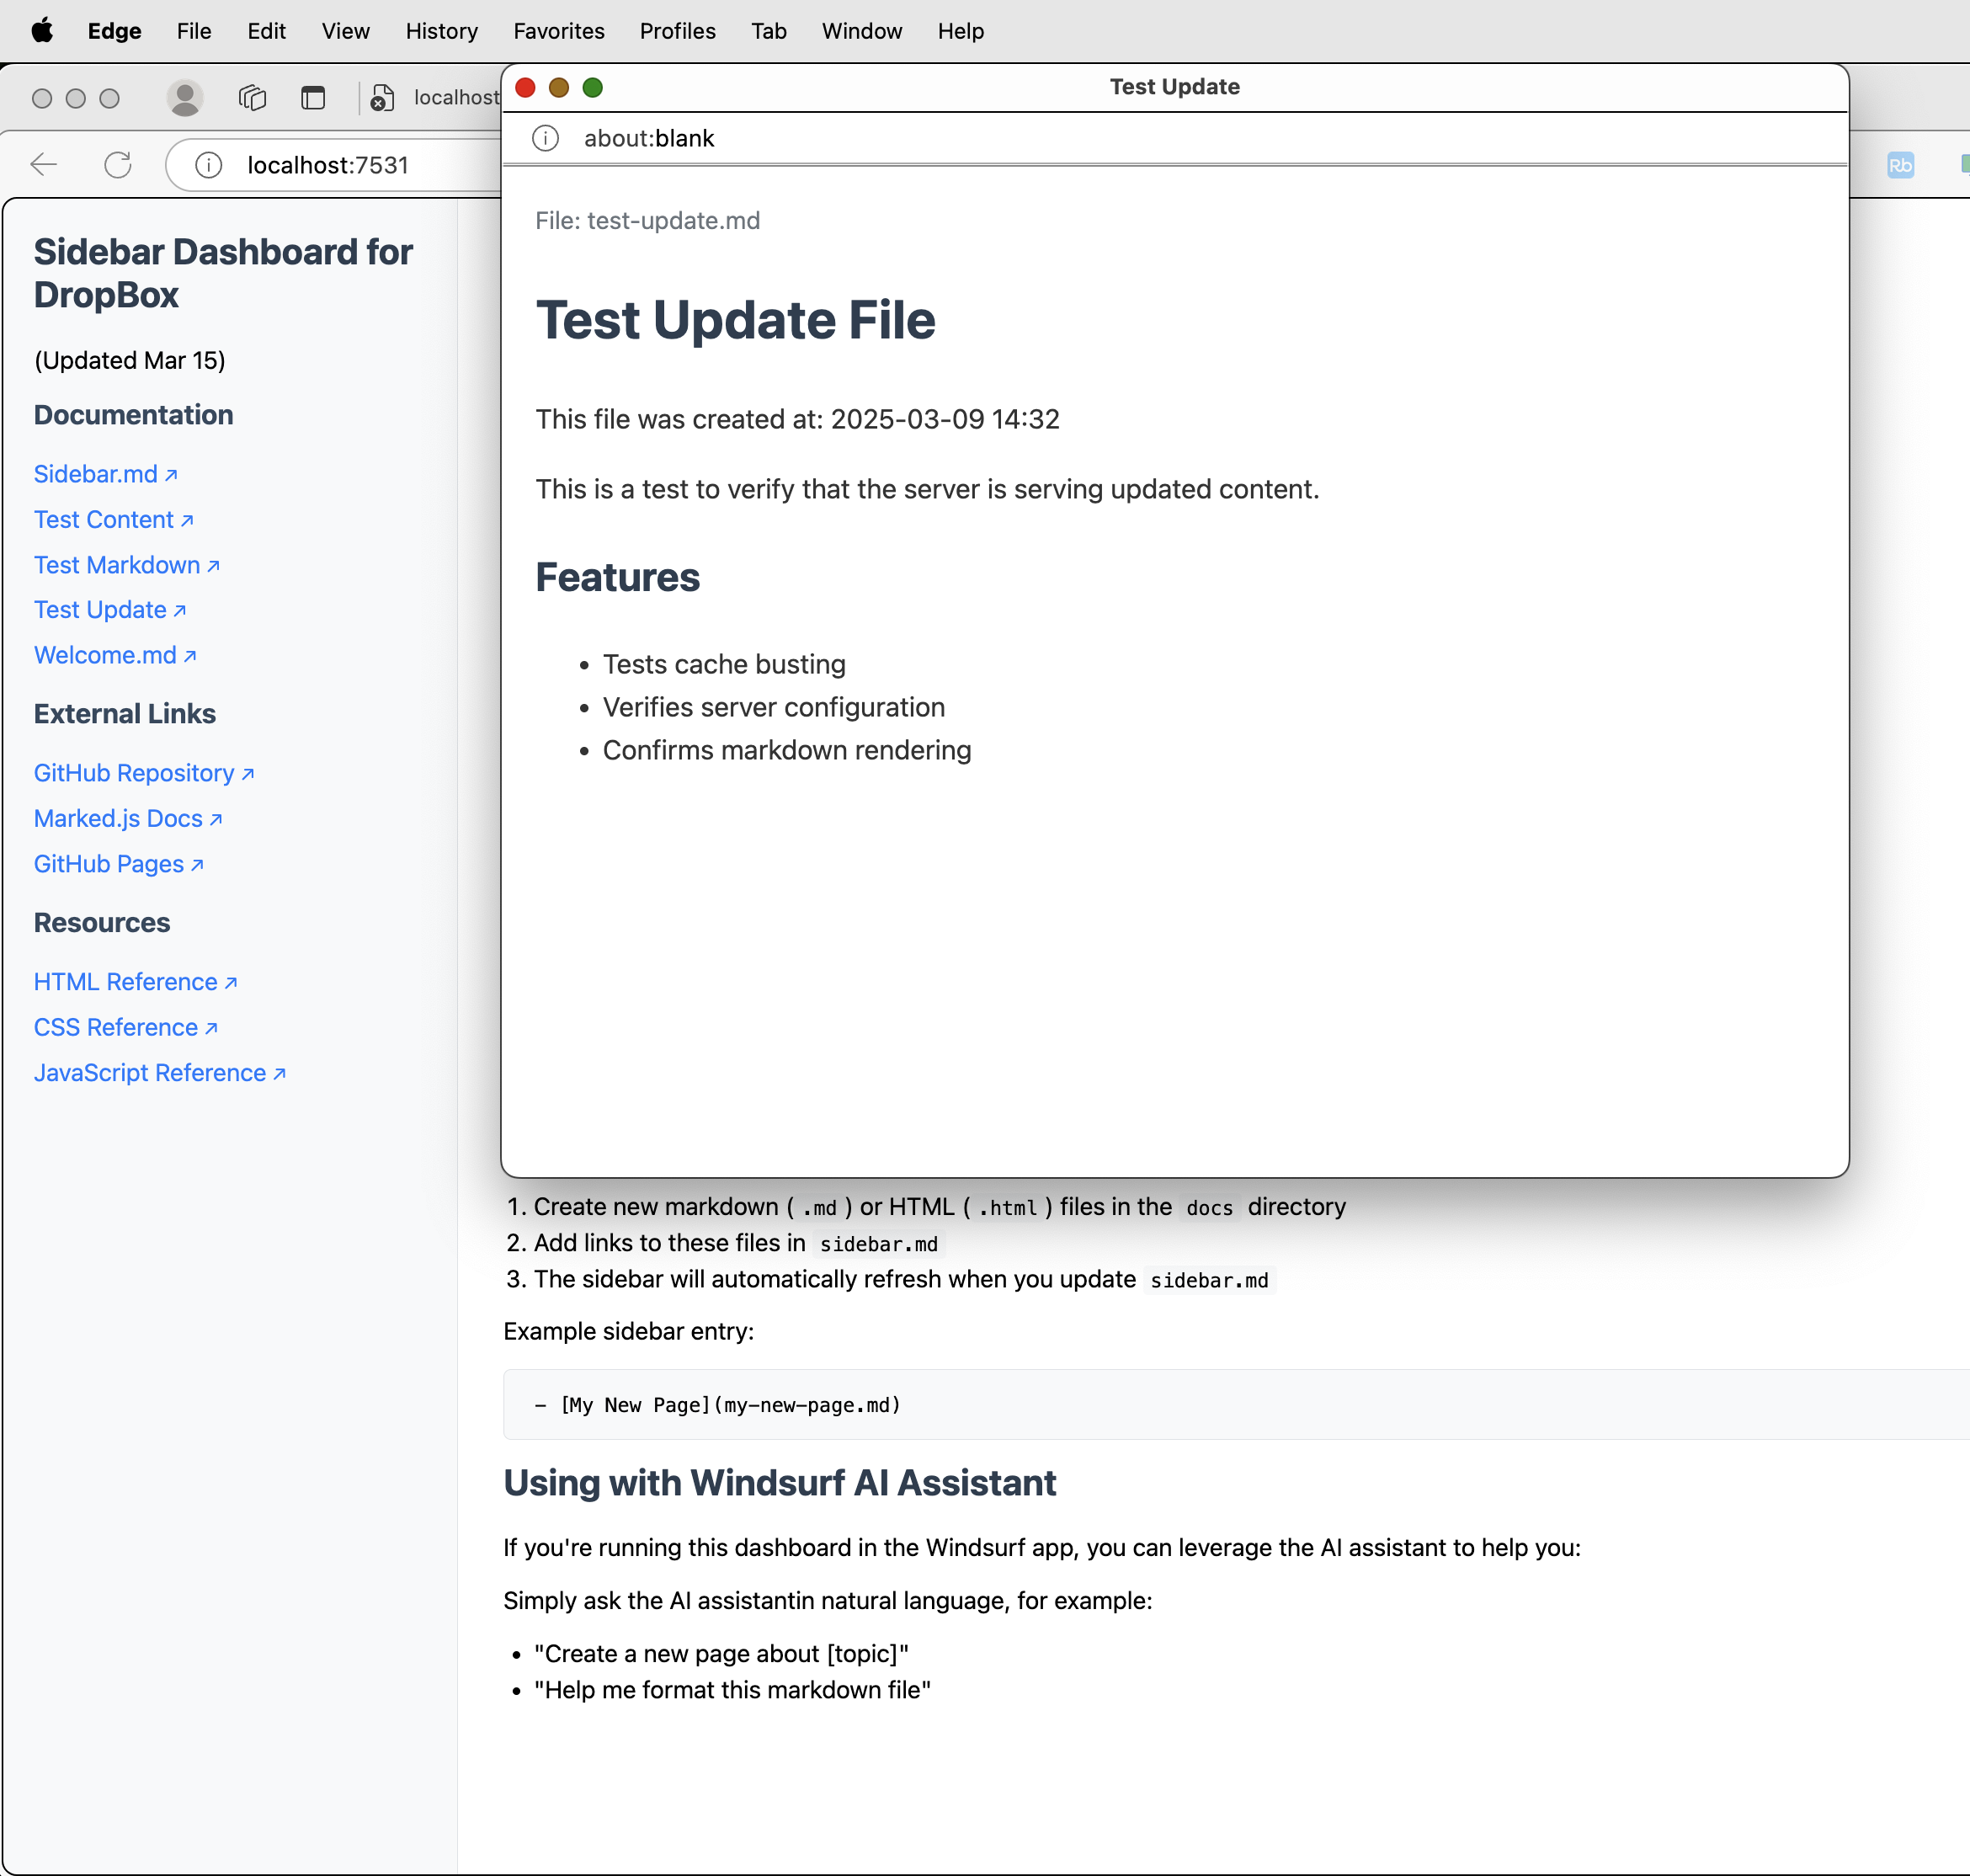 Edge File Edit View History Favorites Profiles Tab Window Help
localhost
localhost:7531
Rb
Sidebar Dashboard for
DropBox
(Updated Mar 15)
Documentation
Sidebar.md ↗
Test Content ↗
Test Markdown ↗
Test Update ↗
Welcome.md ↗
External Links
GitHub Repository ↗
Marked.js Docs ↗
GitHub Pages ↗
Resources
HTML Reference ↗
CSS Reference ↗
JavaScript Reference ↗
Test Update
about:blank
File: test-update.md
Test Update File
This file was created at: 2025-03-09 14:32
This is a test to verify that the server is serving updated content.
Features
• Tests cache busting
• Verifies server configuration
• Confirms markdown rendering
1. Create new markdown ( .md ) or HTML ( .html ) files in the docs directory
2. Add links to these files in sidebar.md
3. The sidebar will automatically refresh when you update sidebar.md
Example sidebar entry:
- [My New Page](my-new-page.md)
Using with Windsurf AI Assistant
If you're running this dashboard in the Windsurf app, you can leverage the AI assistant to help you:
Simply ask the AI assistantin natural language, for example:
• "Create a new page about [topic]"
• "Help me format this markdown file"